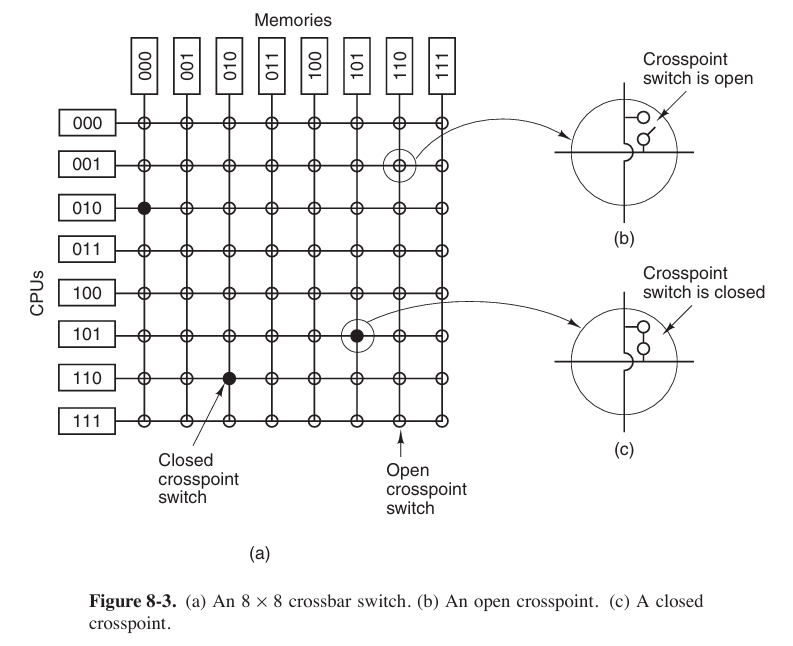 Memories
000 001 010 011 100 101 110 111
CPUs
000
001
010
011
100
101
110
111
Crosspoint
switch is open
(b)
Crosspoint
switch is closed
(c)
Closed
crosspoint
switch
Open
crosspoint
switch
(a)
Figure 8-3. (a) An 8 × 8 crossbar switch. (b) An open crosspoint. (c) A closed
crosspoint.